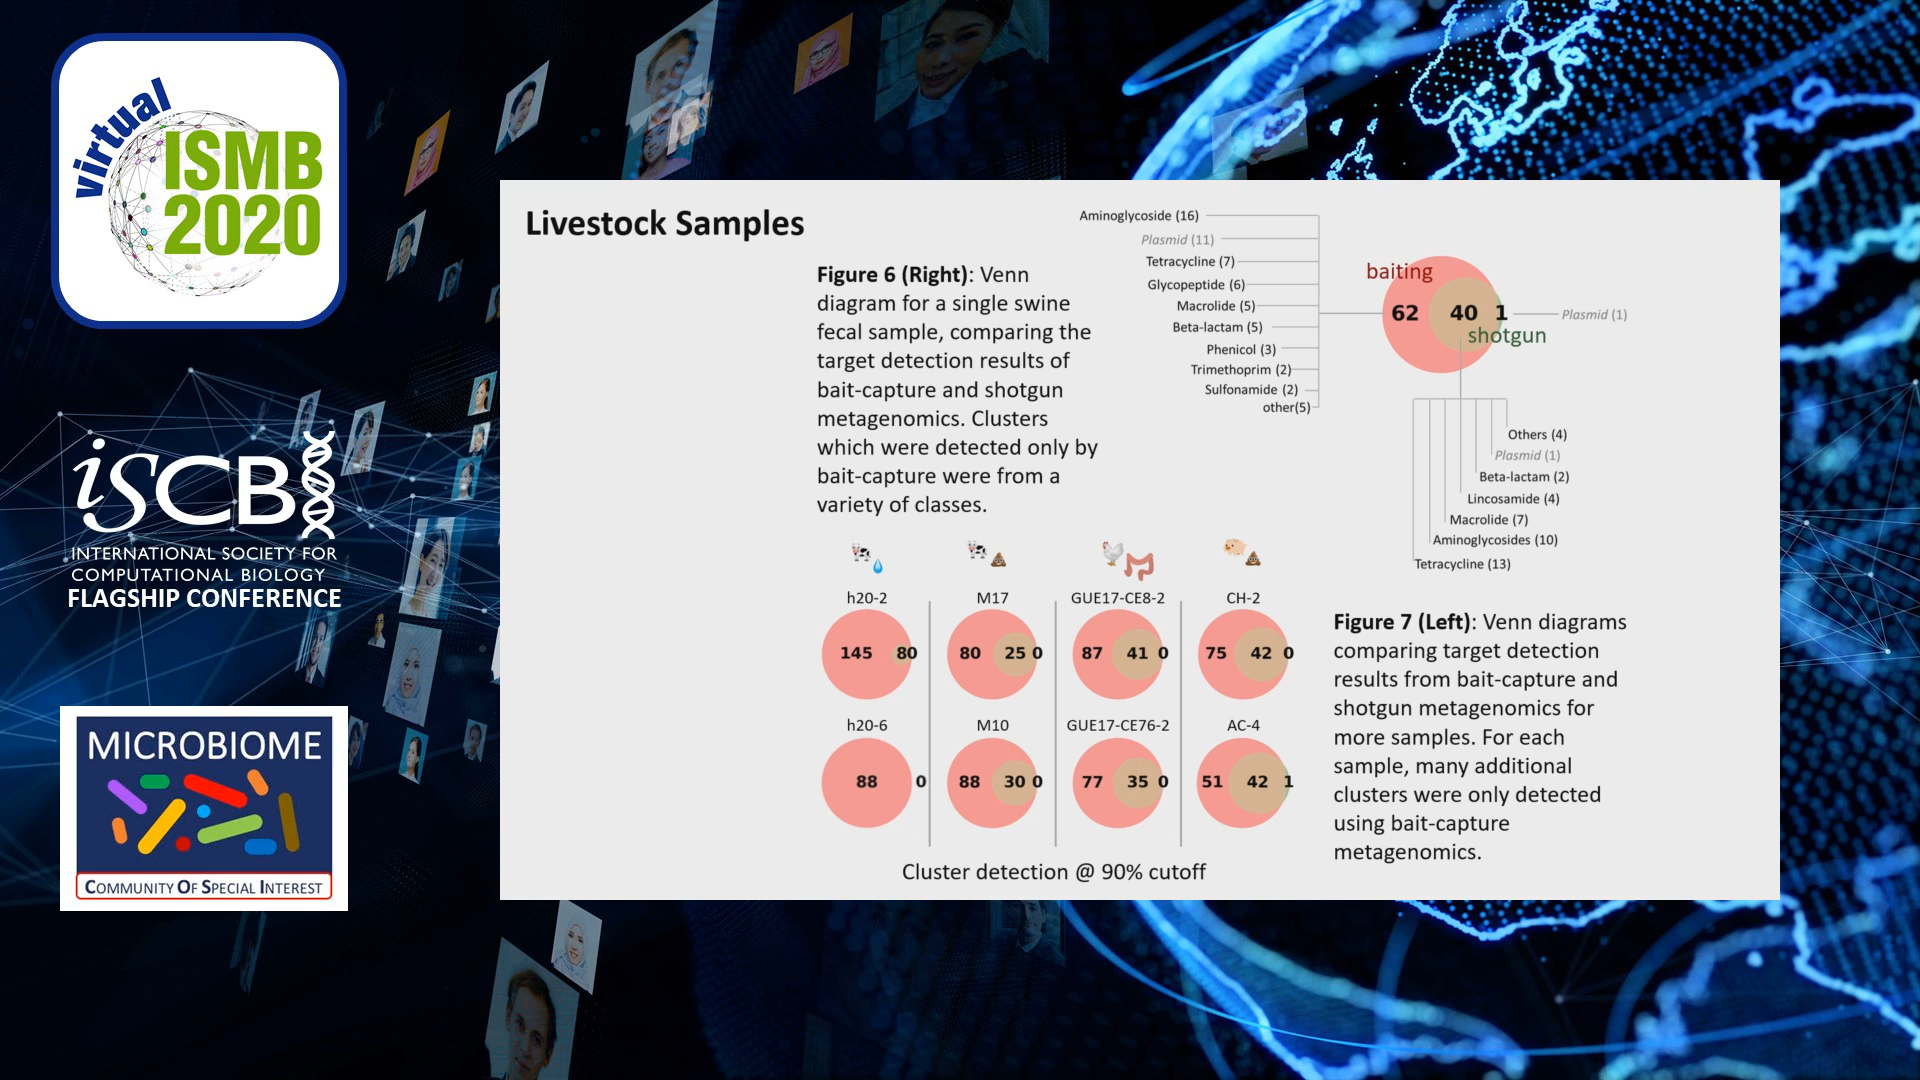 virtual
ISMB
2020
iSCB
INTERNATIONAL SOCIETY FOR
COMPUTATIONAL BIOLOGY
FLAGSHIP CONFERENCE
MICROBIOME
COMMUNITY OF SPECIAL INTEREST
Livestock Samples
Figure 6 (Right): Venn
diagram for a single swine
fecal sample, comparing the
target detection results of
bait-capture and shotgun
metagenomics. Clusters
which were detected only by
bait-capture were from a
variety of classes.
Aminoglycoside (16)
Plasmid (11)
Tetracycline (7)
Glycopeptide (6)
Macrolide (5)
Beta-lactam (5)
Phenicol (3)
Trimethoprim (2)
Sulfonamide (2)
other(5)
baiting
62 40 1
shotgun
Plasmid (1)
Others (4)
Plasmid (1)
Beta-lactam (2)
Lincosamide (4)
Macrolide (7)
Aminoglycosides (10)
Tetracycline (13)
h20-2 M17 GUE17-CE8-2 CH-2
145 8 0 80 25 0 87 41 0 75 42 0
h20-6 M10 GUE17-CE76-2 AC-4
88 0 88 30 0 77 35 0 51 42 1
Cluster detection @ 90% cutoff
Figure 7 (Left): Venn diagrams
comparing target detection
results from bait-capture and
shotgun metagenomics for
more samples. For each
sample, many additional
clusters were only detected
using bait-capture
metagenomics.